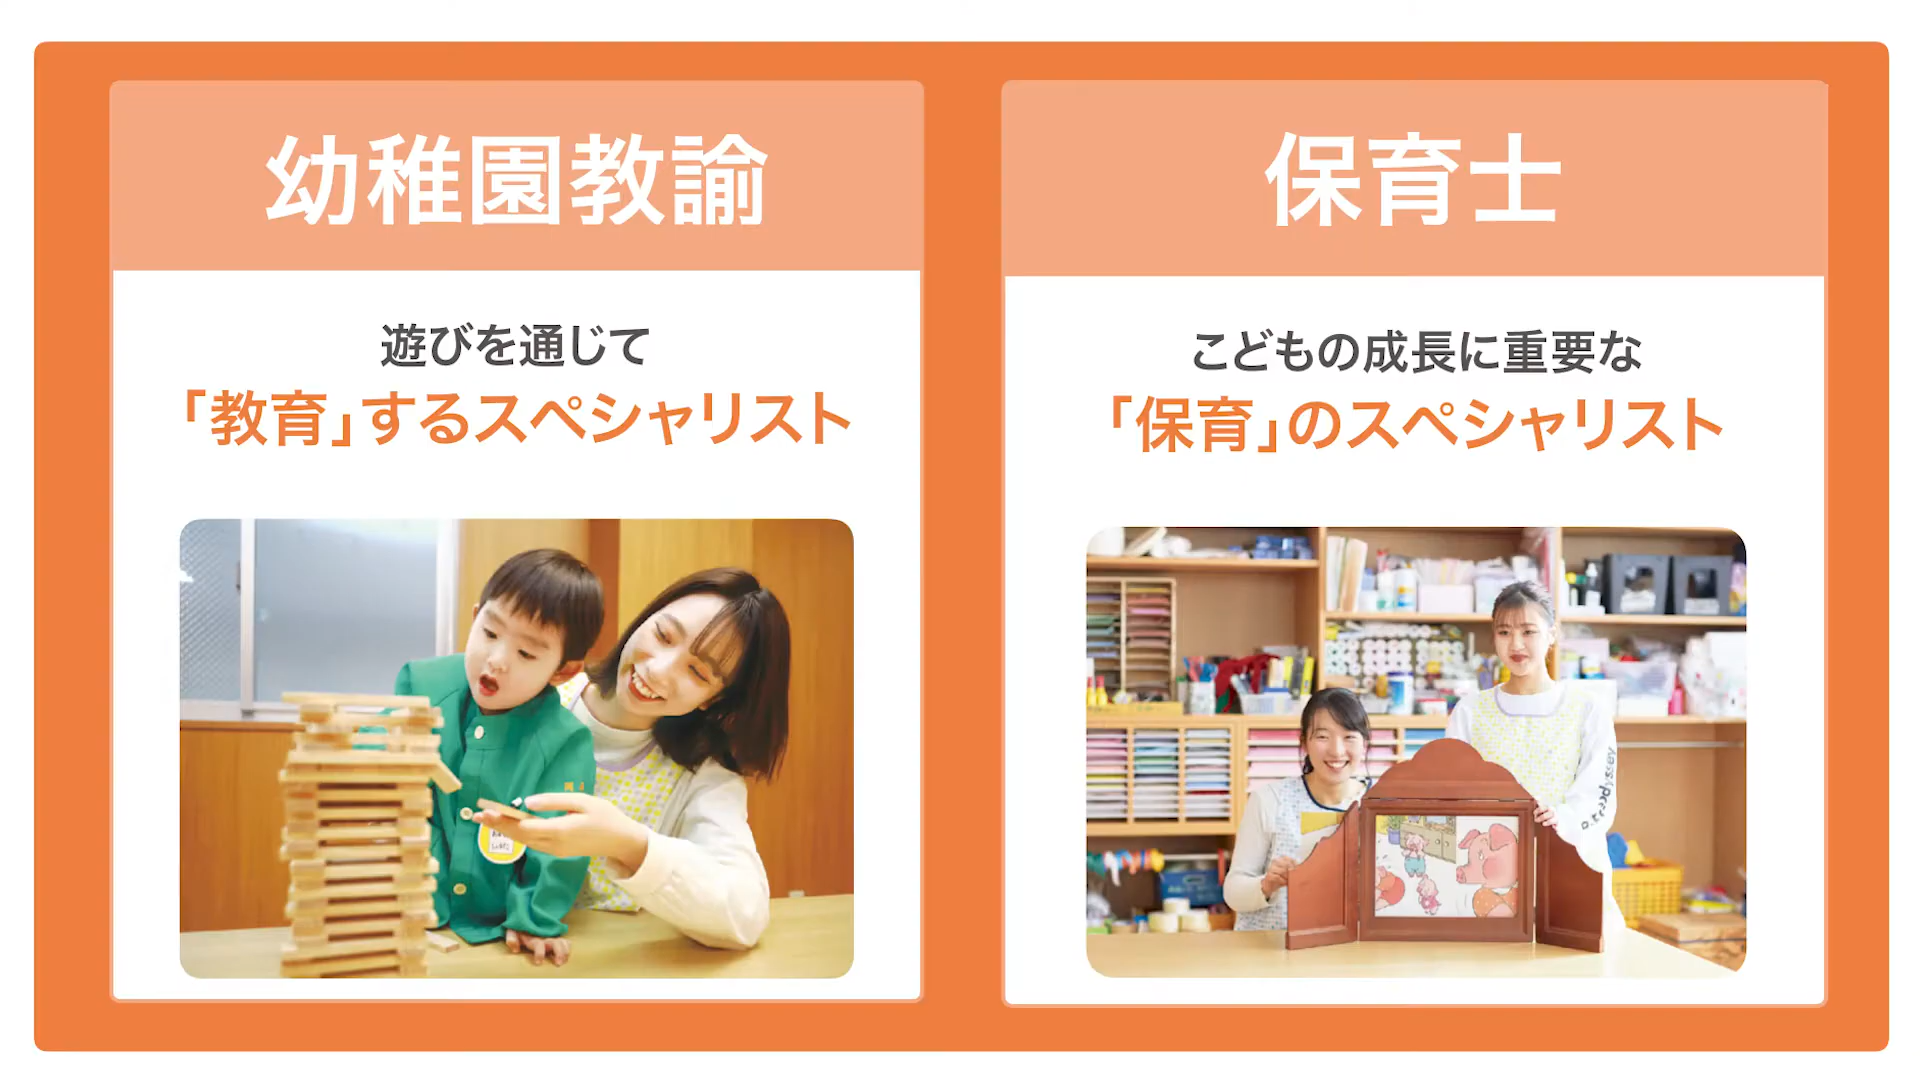 幼稚園教諭
遊びを通じて
「教育」するスペシャリスト
保育士
こどもの成長に重要な
「保育」のスペシャリスト